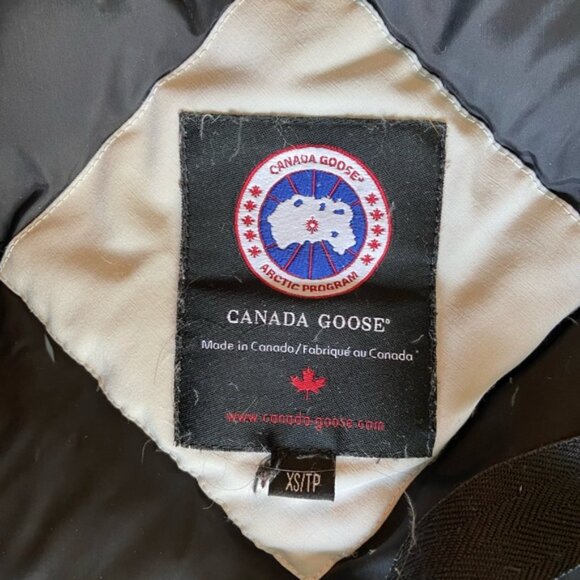 CANADA GOOSE®
ARCTIC PROGRAM
CANADA GOOSE®
Made in Canada/Fabriqué au Canada
www.canada-goose.com
XS/TP